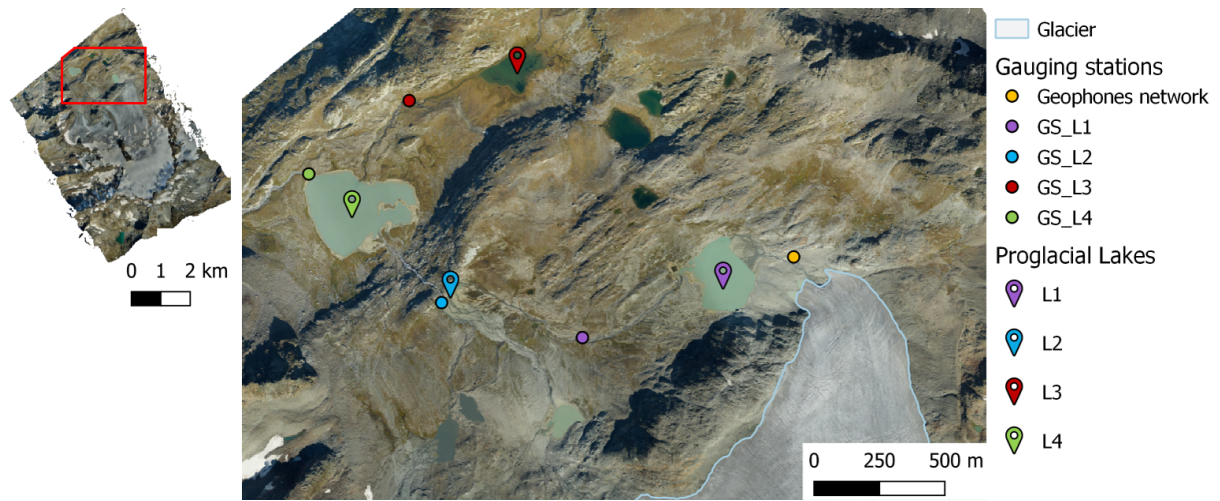 0 1 2 km
0 250 500 m
Glacier
Gauging stations
Geophones network
GS_L1
GS_L2
GS_L3
GS_L4
Proglacial Lakes
L1
L2
L3
L4